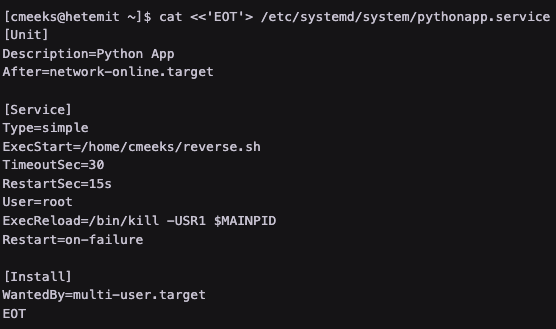 [cmeeks@hetemit ~]$ cat <<'EOT'> /etc/systemd/system/pythonapp.service
[Unit]
Description=Python App
After=network-online.target

[Service]
Type=simple
ExecStart=/home/cmeeks/reverse.sh
TimeoutSec=30
RestartSec=15s
User=root
ExecReload=/bin/kill -USR1 $MAINPID
Restart=on-failure

[Install]
WantedBy=multi-user.target
EOT